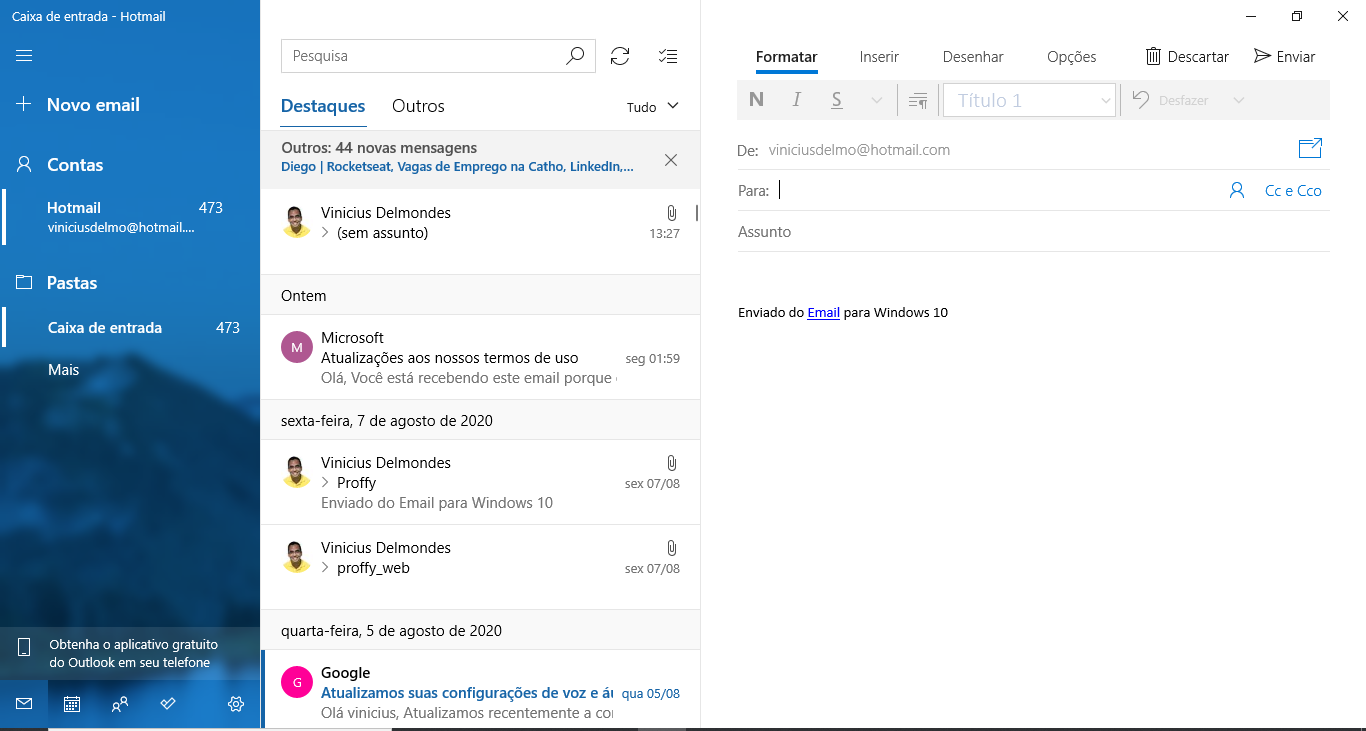 Caixa de entrada - Hotmail
Novo email
Contas
Hotmail 473
viniciusdelmo@hotmail....
Pastas
Caixa de entrada 473
Mais
Obtenha o aplicativo gratuito
do Outlook em seu telefone
Pesquisa
Destaques Outros Tudo
Outros: 44 novas mensagens
Diego | Rocketseat, Vagas de Emprego na Catho, LinkedIn,...
Vinicius Delmondes
(sem assunto) 13:27
Ontem
M
Microsoft
Atualizações aos nossos termos de uso seg 01:59
Olá, Você está recebendo este email porque
sexta-feira, 7 de agosto de 2020
Vinicius Delmondes
Proffy sex 07/08
Enviado do Email para Windows 10
Vinicius Delmondes
proffy_web sex 07/08
quarta-feira, 5 de agosto de 2020
G
Google
Atualizamos suas configurações de voz e áu qua 05/08
Olá vinicius, Atualizamos recentemente a co
Formatar Inserir Desenhar Opções Descartar Enviar
N I S Título 1 Desfazer
De: viniciusdelmo@hotmail.com
Para: Cc e Cco
Assunto
Enviado do Email para Windows 10